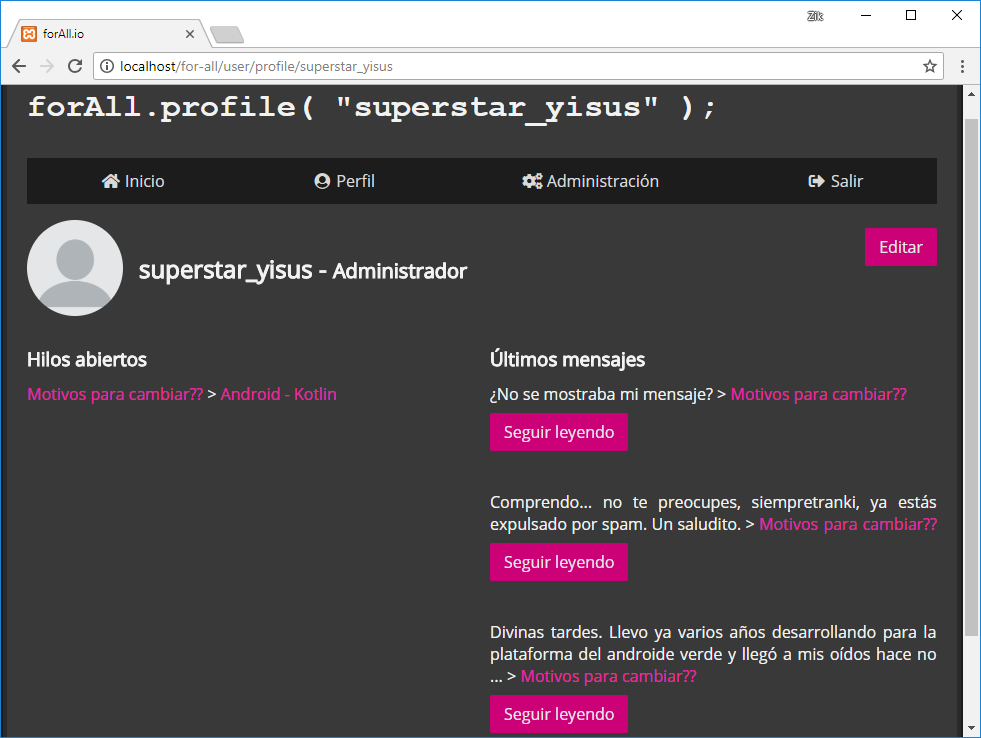 Zik
forAll.io
localhost/for-all/user/profile/superstar_yisus
forAll.profile( "superstar_yisus" );
Inicio Perfil Administración Salir
superstar_yisus - Administrador
Editar
Hilos abiertos
Motivos para cambiar?? > Android - Kotlin
Últimos mensajes
¿No se mostraba mi mensaje? > Motivos para cambiar??
Seguir leyendo
Comprendo... no te preocupes, siempretranki, ya estás
expulsado por spam. Un saludito. > Motivos para cambiar??
Seguir leyendo
Divinas tardes. Llevo ya varios años desarrollando para la
plataforma del androide verde y llegó a mis oídos hace no
... > Motivos para cambiar??
Seguir leyendo